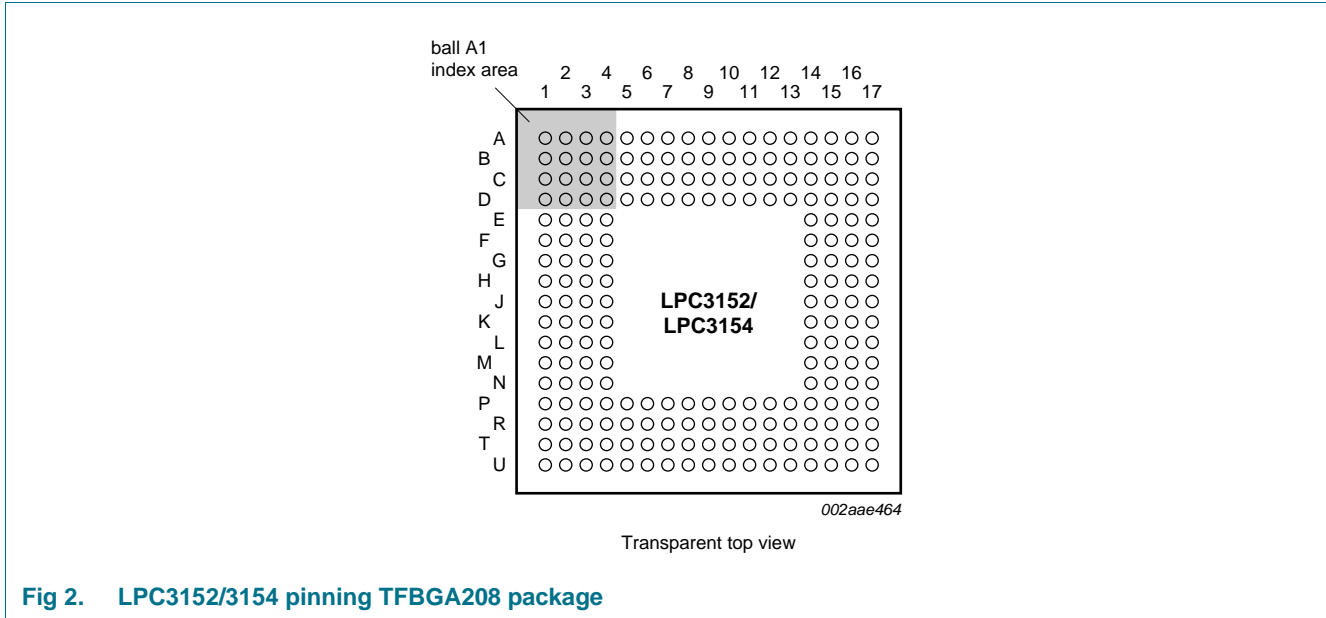 ball A1
index area
2 4 6 8 10 12 14 16
1 3 5 7 9 11 13 15 17
A
B
C
D
E
F
G
H
J
K
L
M
N
P
R
T
U
LPC3152/
LPC3154
002aae464
Transparent top view
Fig 2. LPC3152/3154 pinning TFBGA208 package